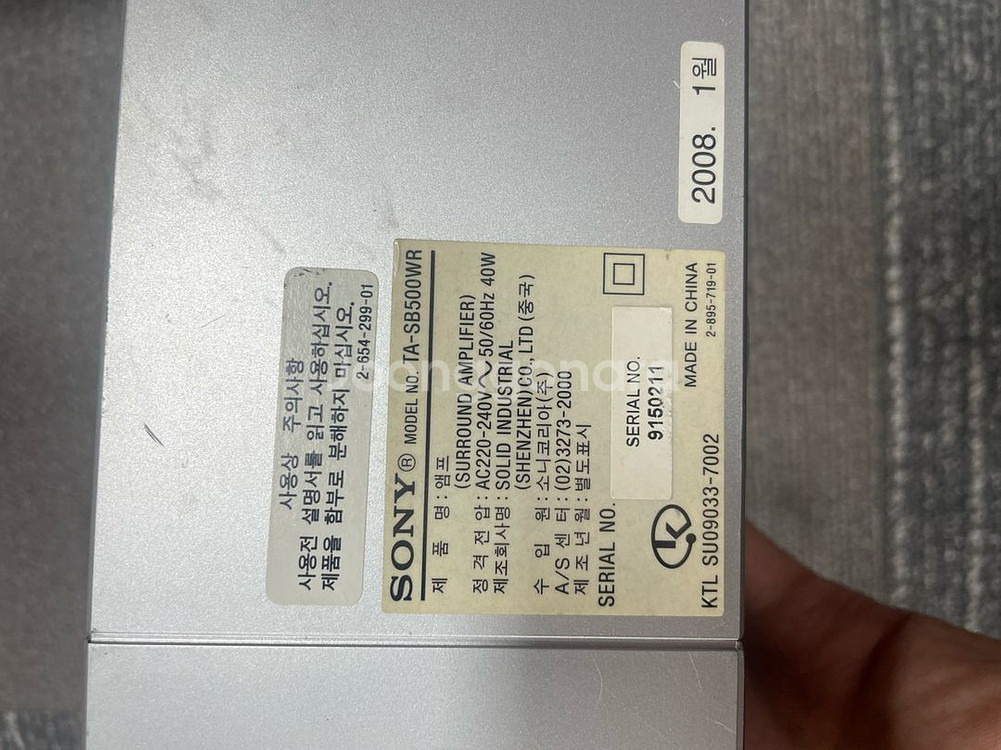 사용상 주의사항
사용전 설명서를 읽고 사용하십시오.
제품을 함부로 분해하지 마십시오.
2-654-299-01
SONY® MODEL NO. TA-SB500WR
제 품 명 : 앰프
(SURROUND AMPLIFIER)
정 격 전 압 : AC220-240V~ 50/60Hz 40W
제조회사명 : SOLID INDUSTRIAL
(SHENZHEN) CO. LTD (중국)
수 입 원 : 소니코리아(주)
A/S 센 터 : (02)3273-2000
제 조 년 월 : 별도표시
SERIAL NO.
SERIAL NO.
9150211
MADE IN CHINA
2-895-719-01
KTL SU09033-7002
2008. 1월